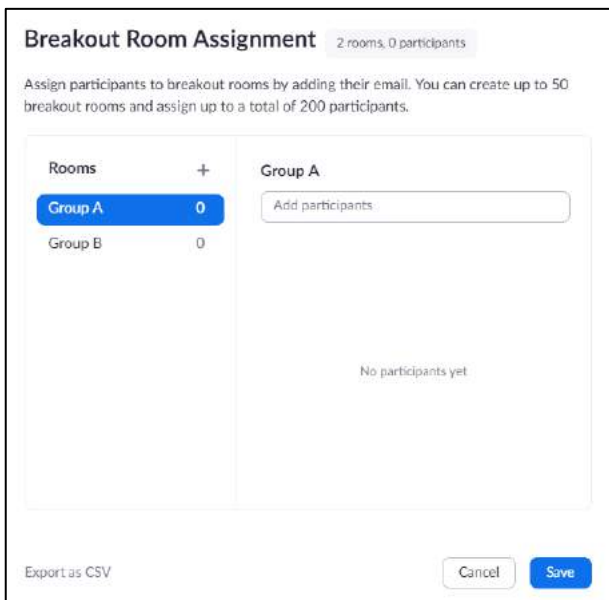 Breakout Room Assignment 2 rooms, 0 participants
Assign participants to breakout rooms by adding their email. You can create up to 50
breakout rooms and assign up to a total of 200 participants.
Rooms +
Group A 0
Group B 0
Group A
Add participants
No participants yet
Export as CSV
Cancel
Save